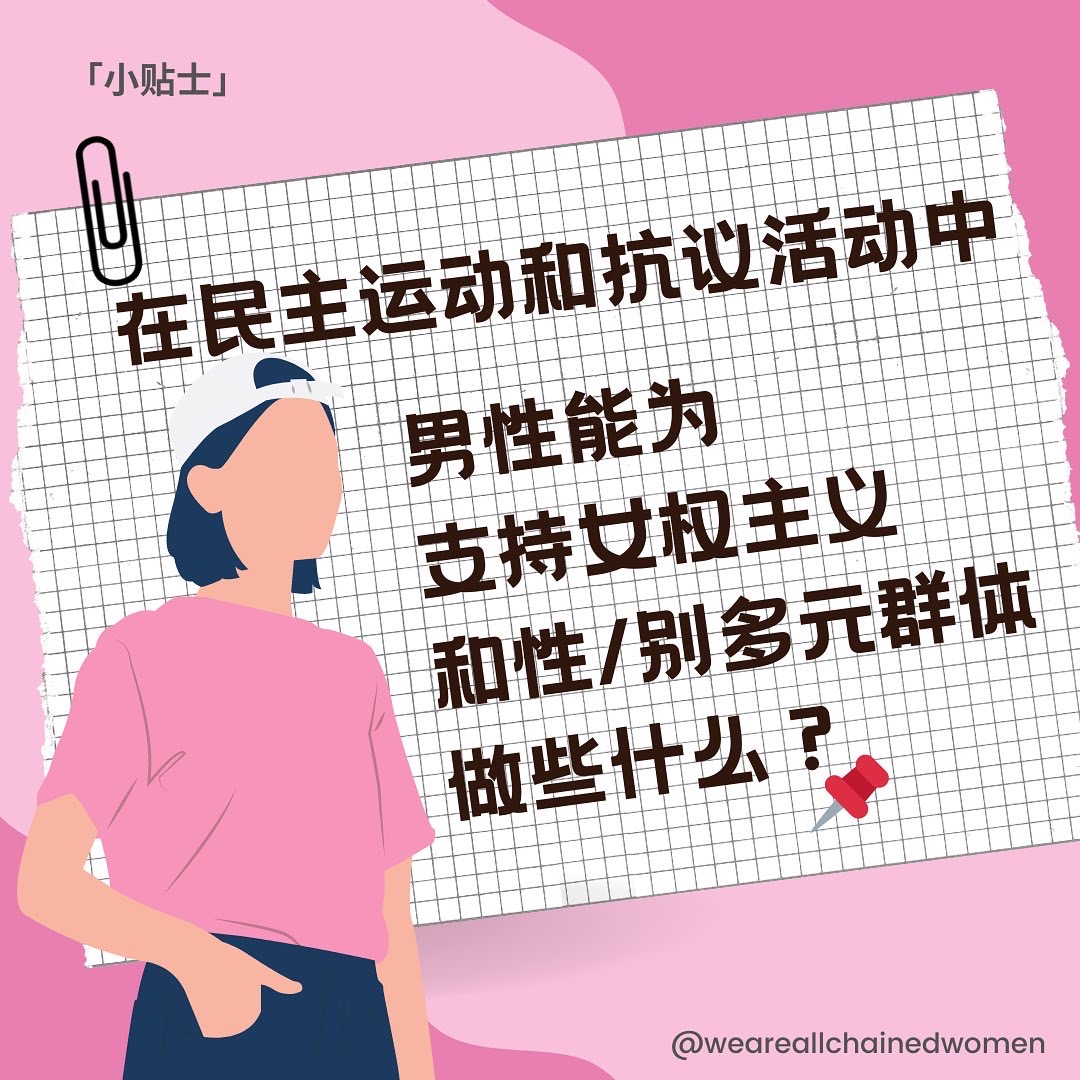 「小贴士」
在民主运动和抗议活动中
男性能为
支持女权主义
和性/别多元群体
做些什么？
@weareallchainedwomen